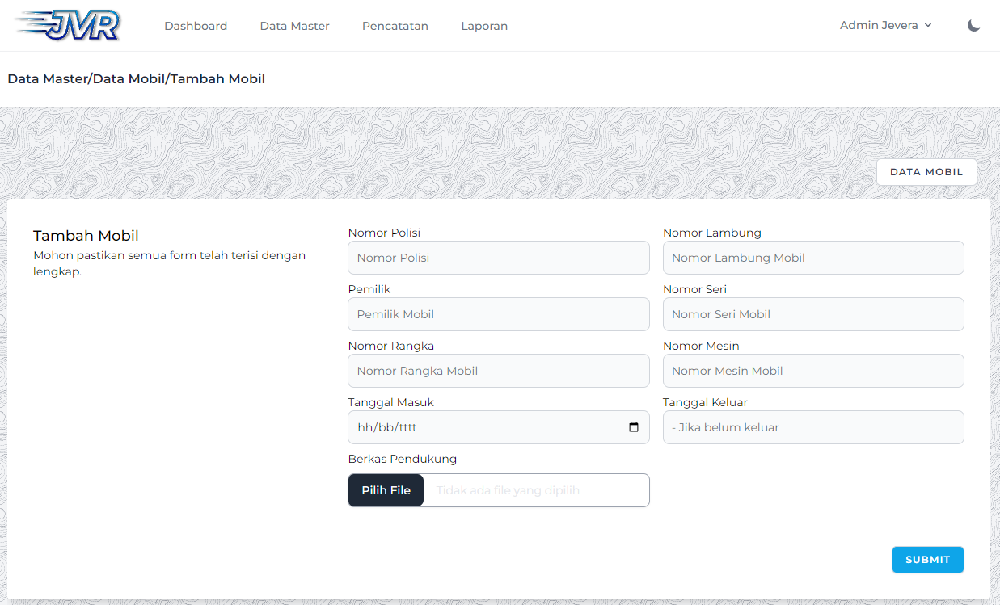 JVR
Dashboard Data Master Pencatatan Laporan Admin Jevera
Data Master/Data Mobil/Tambah Mobil
DATA MOBIL
Tambah Mobil
Mohon pastikan semua form telah terisi dengan
lengkap.
Nomor Polisi Nomor Lambung
Nomor Polisi Nomor Lambung Mobil
Pemilik Nomor Seri
Pemilik Mobil Nomor Seri Mobil
Nomor Rangka Nomor Mesin
Nomor Rangka Mobil Nomor Mesin Mobil
Tanggal Masuk Tanggal Keluar
hh/bb/tttt - Jika belum keluar
Berkas Pendukung
Pilih File Tidak ada file yang dipilih
SUBMIT